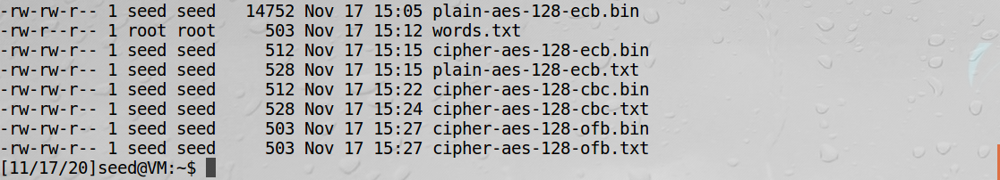 -rw-rw-r-- 1 seed seed   14752 Nov 17 15:05 plain-aes-128-ecb.bin
-rw-r--r-- 1 root root     503 Nov 17 15:12 words.txt
-rw-rw-r-- 1 seed seed     512 Nov 17 15:15 cipher-aes-128-ecb.bin
-rw-rw-r-- 1 seed seed     528 Nov 17 15:15 plain-aes-128-ecb.txt
-rw-rw-r-- 1 seed seed     512 Nov 17 15:22 cipher-aes-128-cbc.bin
-rw-rw-r-- 1 seed seed     528 Nov 17 15:24 cipher-aes-128-cbc.txt
-rw-rw-r-- 1 seed seed     503 Nov 17 15:27 cipher-aes-128-ofb.bin
-rw-rw-r-- 1 seed seed     503 Nov 17 15:27 cipher-aes-128-ofb.txt
[11/17/20]seed@VM:~$